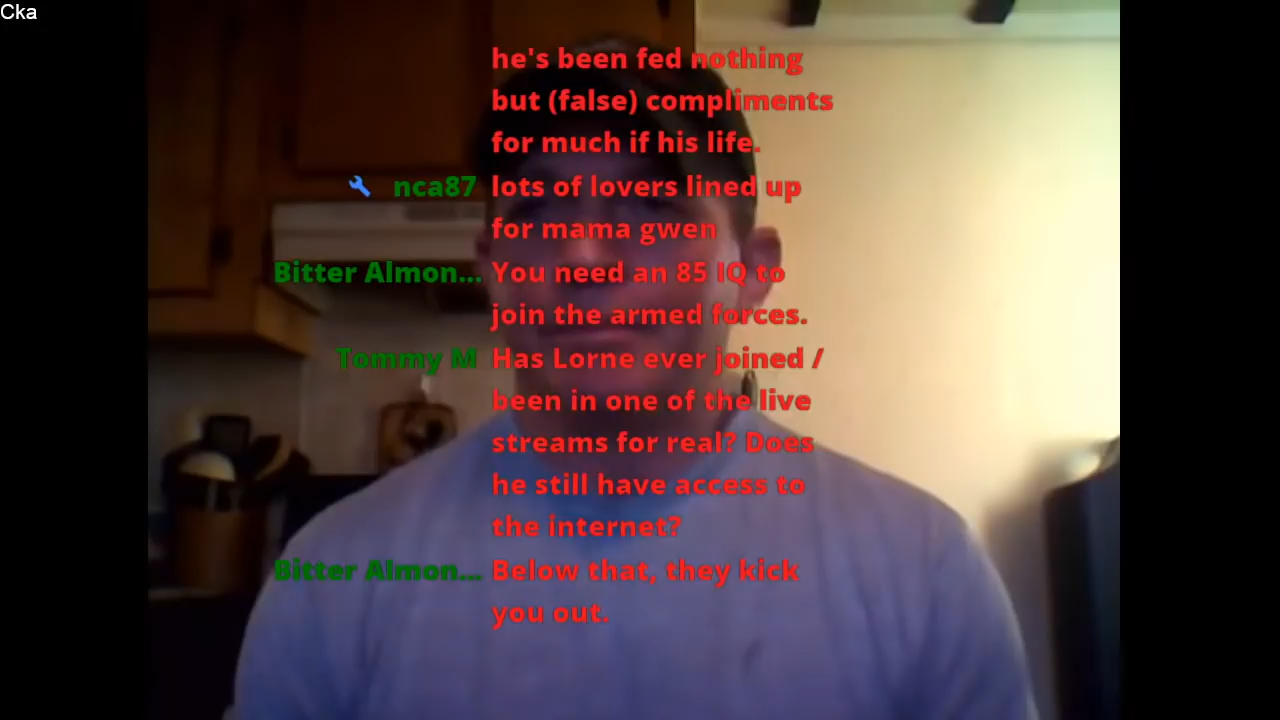 Cka
he's been fed nothing
but (false) compliments
for much if his life.
nca87 lots of lovers lined up
for mama gwen
Bitter Almon... You need an 85 IQ to
join the armed forces.
Tommy M Has Lorne ever joined /
been in one of the live
streams for real? Does
he still have access to
the internet?
Bitter Almon... Below that, they kick
you out.